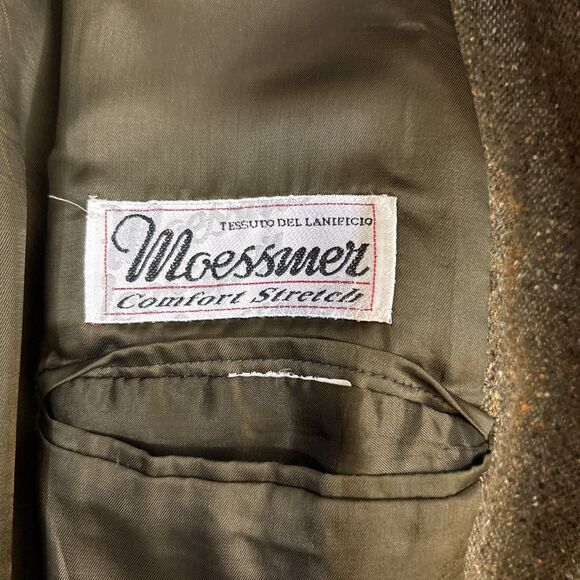 TESSUTO DEL LANIFICIO
Moessmer
Comfort Stretch